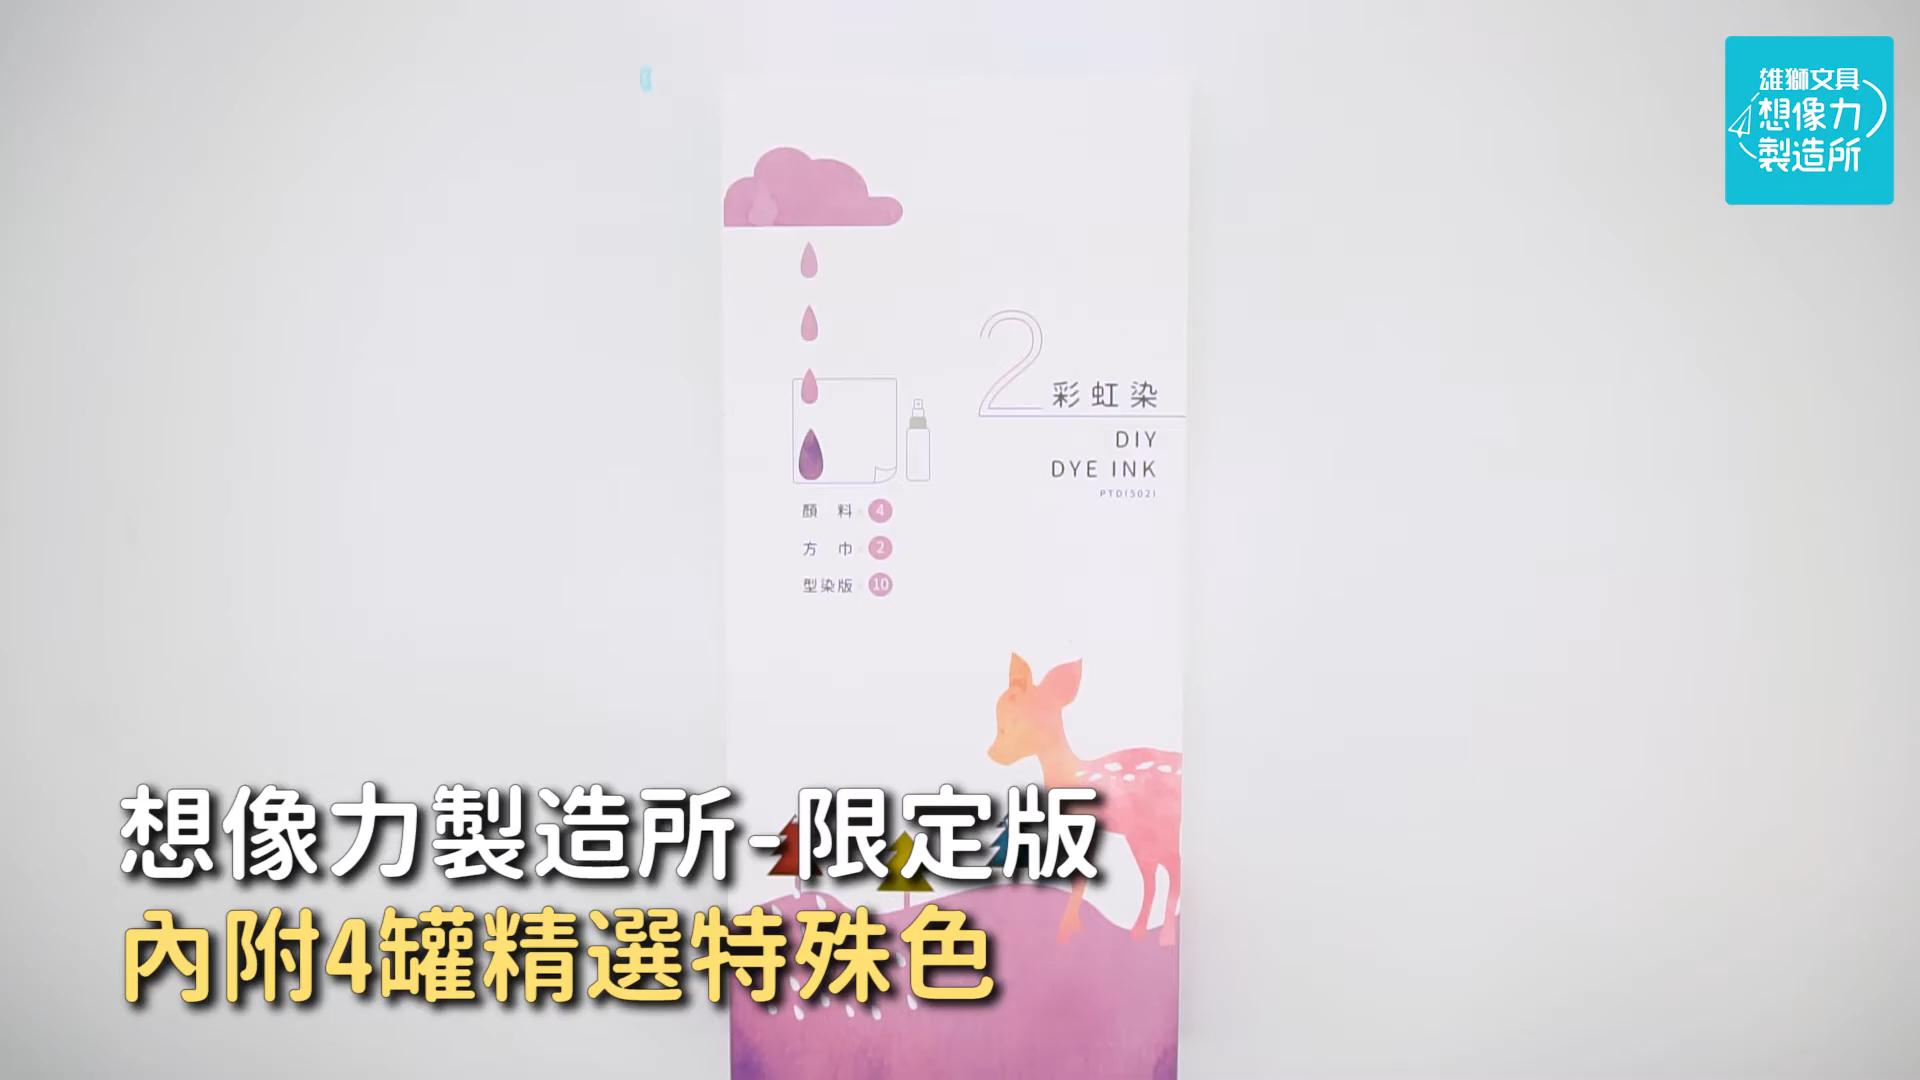 雄獅文具
想像力
製造所
2 彩虹染
DIY
DYE INK
PTD(502)
顏 料 4
方 巾 2
型染版 10
想像力製造所-限定版
內附4罐精選特殊色